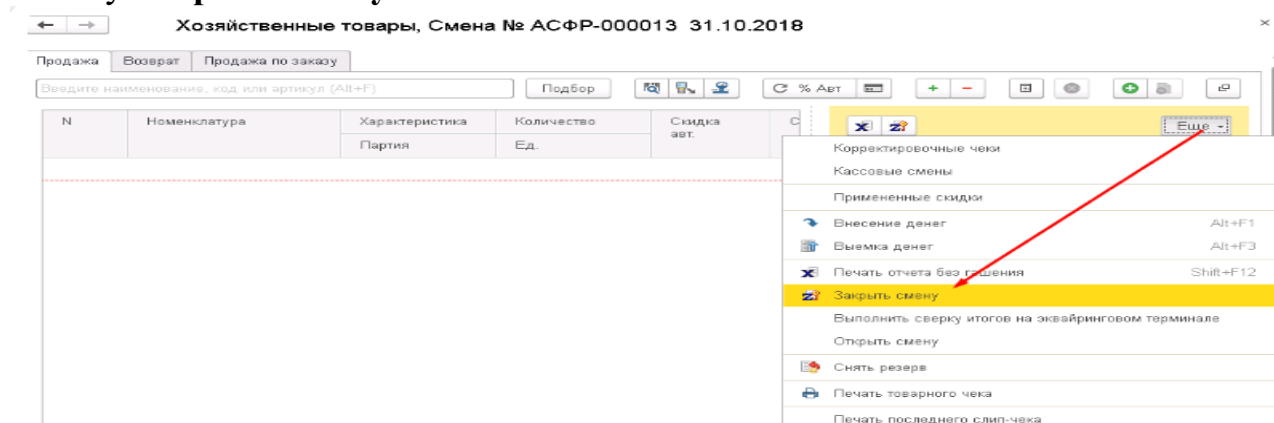 Хозяйственные товары, Смена № АСФР-000013 31.10.2018
Продажа Возврат Продажа по заказу
Введите наименование, код или артикул (Alt+F) Подбор % Авт
N Номенклатура Характеристика Количество Скидка авт. С
Партия Ед.
Еще
Корректировочные чеки
Кассовые смены
Примененные скидки
Внесение денег Alt+F1
Выемка денег Alt+F3
Печать отчета без гашения Shift+F12
Закрыть смену
Выполнить сверку итогов на эквайринговом терминале
Открыть смену
Снять резерв
Печать товарного чека
Печать последнего слип-чека